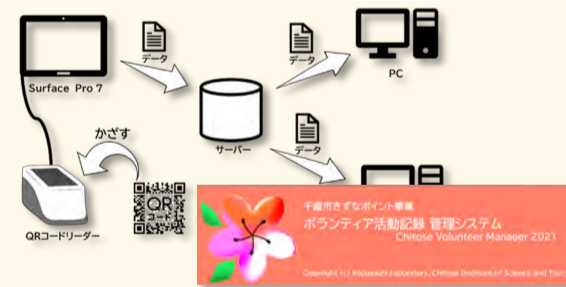 データ
データ
Surface Pro 7
PC
かざす
サーバー
データ
QR
コード
QRコードリーダー
千歳市きずなポイント事業
ボランティア活動記録 管理システム
Chitose Volunteer Manager 2021
Copyright (c) Kobayashi Laboratory, Chitose Institute of Science and Tech